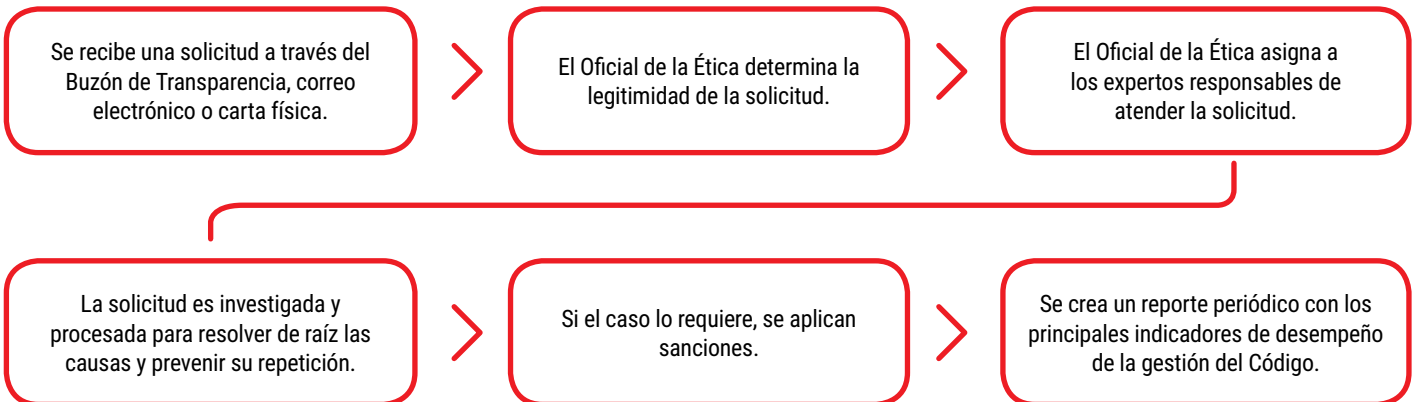 Se recibe una solicitud a través del
Buzón de Transparencia, correo
electrónico o carta física.
El Oficial de la Ética determina la
legitimidad de la solicitud.
El Oficial de la Ética asigna a
los expertos responsables de
atender la solicitud.
La solicitud es investigada y
procesada para resolver de raíz las
causas y prevenir su repetición.
Si el caso lo requiere, se aplican
sanciones.
Se crea un reporte periódico con los
principales indicadores de desempeño
de la gestión del Código.